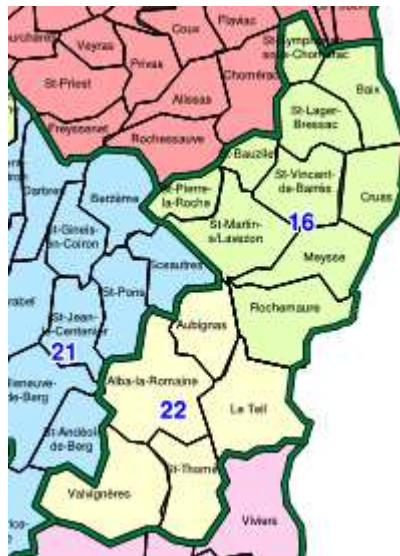 Coux
Flaviac
Veyras
Privas
St-Symphorien-
sous-Chomérac
St-Priest
Chomérac
Baix
Alissas
St-Lager-
Bressac
Freyssenet
Rochessauve
St-Bauzile
St-Vincent-
de-Barrès
Darbres
Berzème
St-Pierre-
la-Roche
Cruas
St-Gineis-
en-Coiron
St-Martin-
s/Lavezon
16
Meysse
Sceautres
St-Pons
Rochemaure
St-Jean-
le-Centenier
Aubignas
21
Alba-la-Romaine
22
Le Teil
de-Berg
St-Andéol-
de-Berg
St-Thomé
Valvignères
Viviers